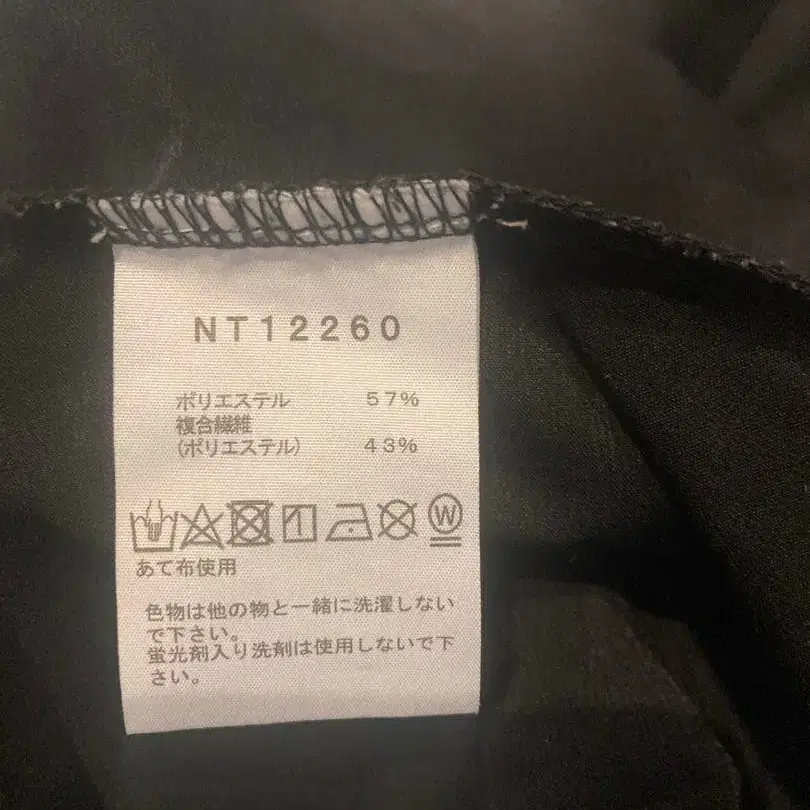 NT12260
ポリエステル 57%
複合繊維
(ポリエステル) 43%
W
あて布使用
色物は他の物と一緒に洗濯しない
で下さい。
蛍光剤入り洗剤は使用しないで下
さい。